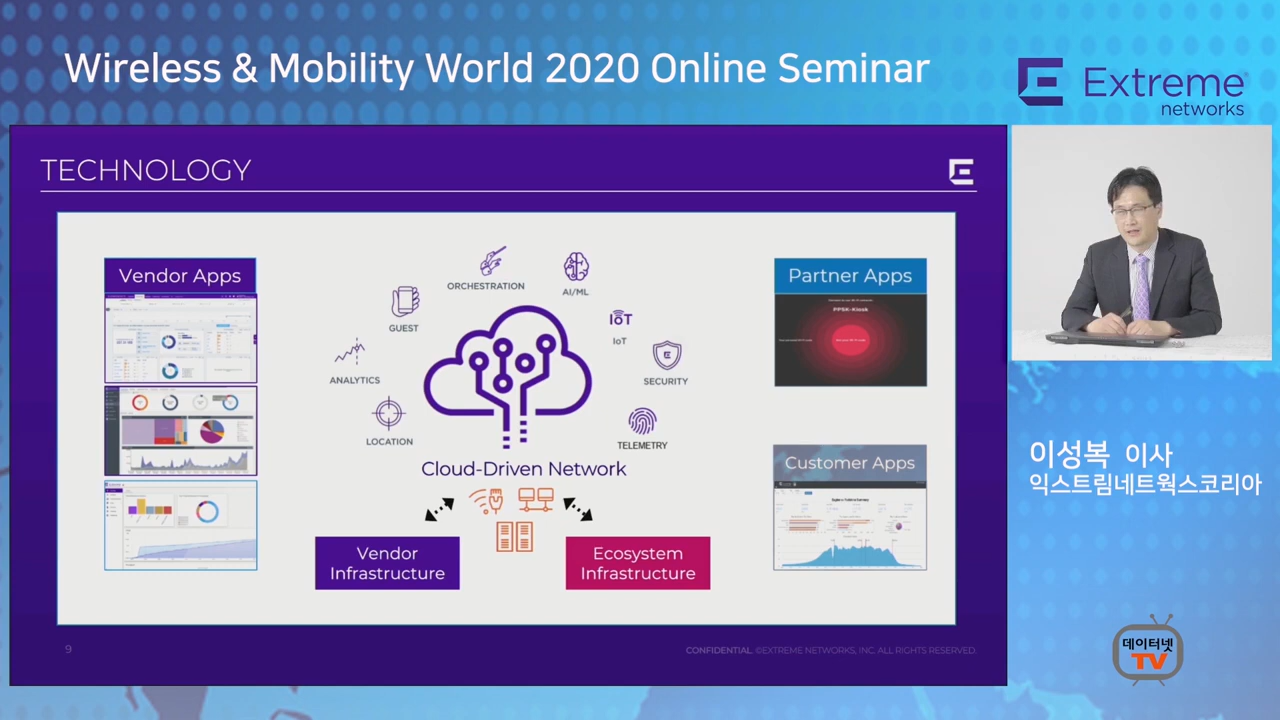 Wireless & Mobility World 2020 Online Seminar
Extreme
networks
TECHNOLOGY
Vendor Apps
ORCHESTRATION
AI/ML
GUEST
IoT
IoT
ANALYTICS
SECURITY
LOCATION
TELEMETRY
Cloud-Driven Network
Vendor
Infrastructure
Ecosystem
Infrastructure
Partner Apps
PPSK-Kiosk
Customer Apps
9
CONFIDENTIAL. ©EXTREME NETWORKS, INC. ALL RIGHTS RESERVED.
이성복 이사
익스트림네트웍스코리아
데이터넷
TV